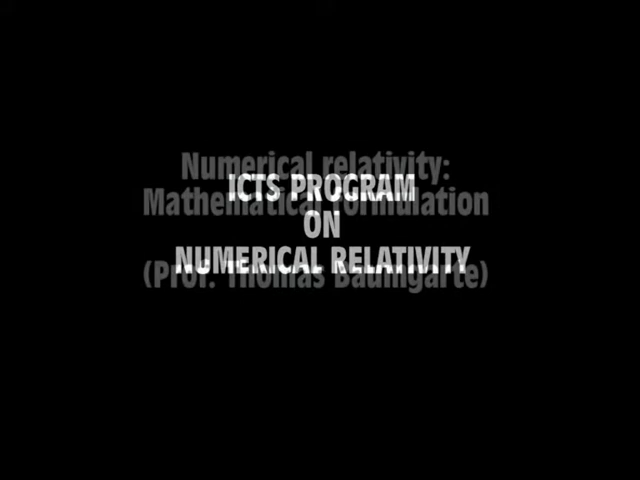 Numerical relativity:
ICTS PROGRAM
Mathematical formulation
ON
NUMERICAL RELATIVITY
(Prof. Thomas Baumgarte)